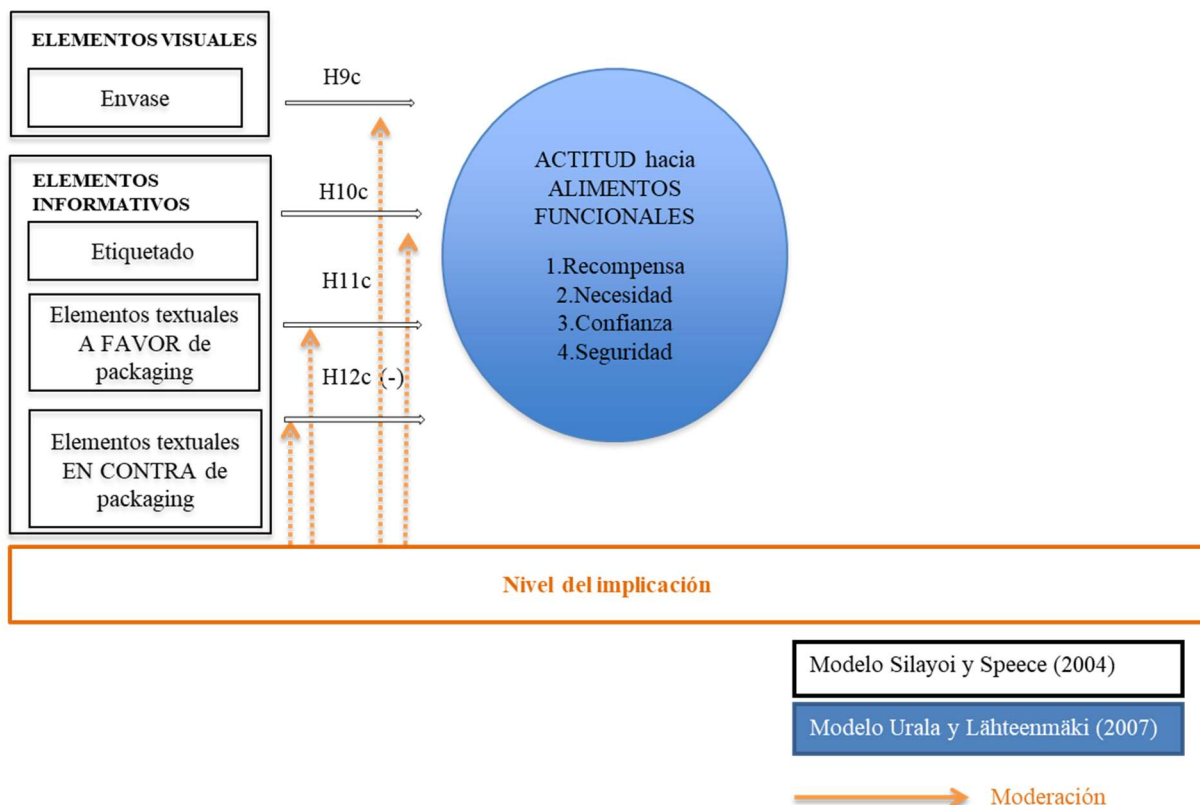 ELEMENTOS VISUALES
Envase
H9c
ELEMENTOS
INFORMATIVOS
Etiquetado
Elementos textuales
A FAVOR de
packaging
Elementos textuales
EN CONTRA de
packaging
H10c
H11c
H12c (-)
ACTITUD hacia
ALIMENTOS
FUNCIONALES
1.Recompensa
2.Necesidad
3.Confianza
4.Seguridad
Nivel del implicación
Modelo Silayoi y Speece (2004)
Modelo Urala y Lähteenmäki (2007)
Moderación